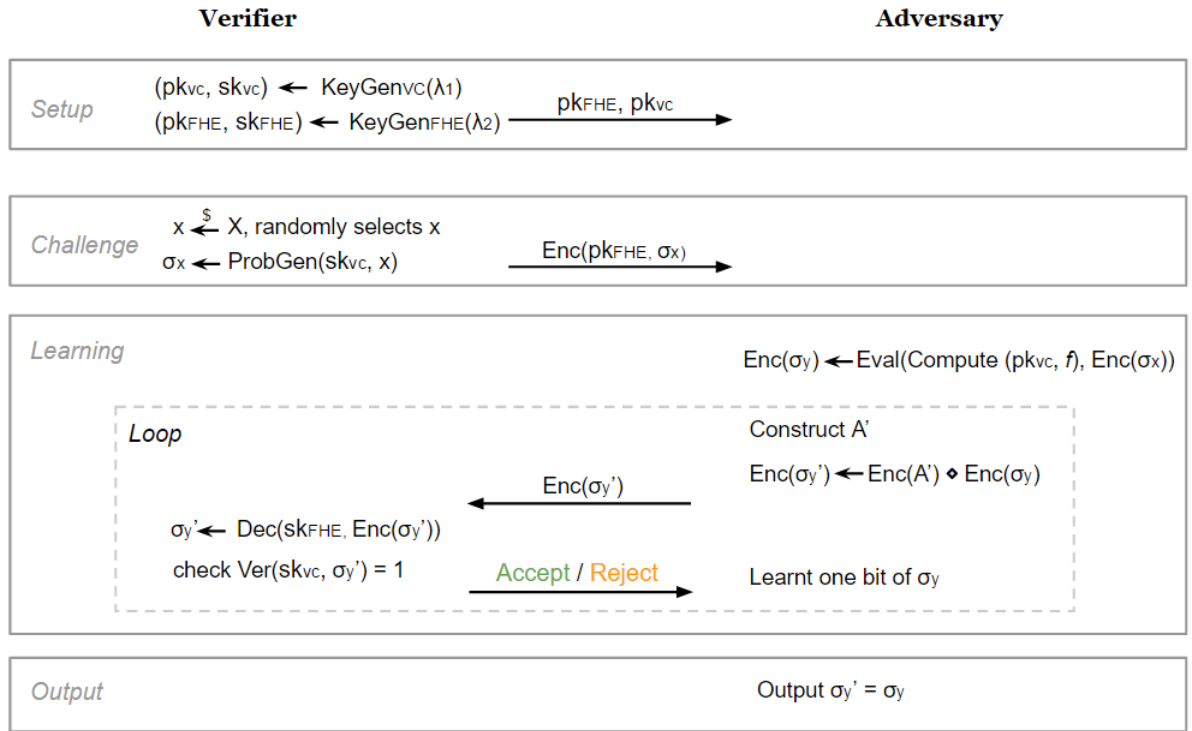 Verifier Adversary
Setup
(pkvc, skvc) ← KeyGenVC(λ1)
(pkFHE, skFHE) ← KeyGenFHE(λ2)
pkFHE, pkvc
Challenge
x ←$ X, randomly selects x
σx ← ProbGen(skvc, x)
Enc(pkFHE, σx)
Learning
Enc(σy) ← Eval(Compute (pkvc, f), Enc(σx))
Loop
Construct A’
Enc(σy’) ← Enc(A’) ⋄ Enc(σy)
Enc(σy’)
σy’ ← Dec(skFHE, Enc(σy’))
check Ver(skvc, σy’) = 1
Accept / Reject
Learnt one bit of σy
Output
Output σy’ = σy